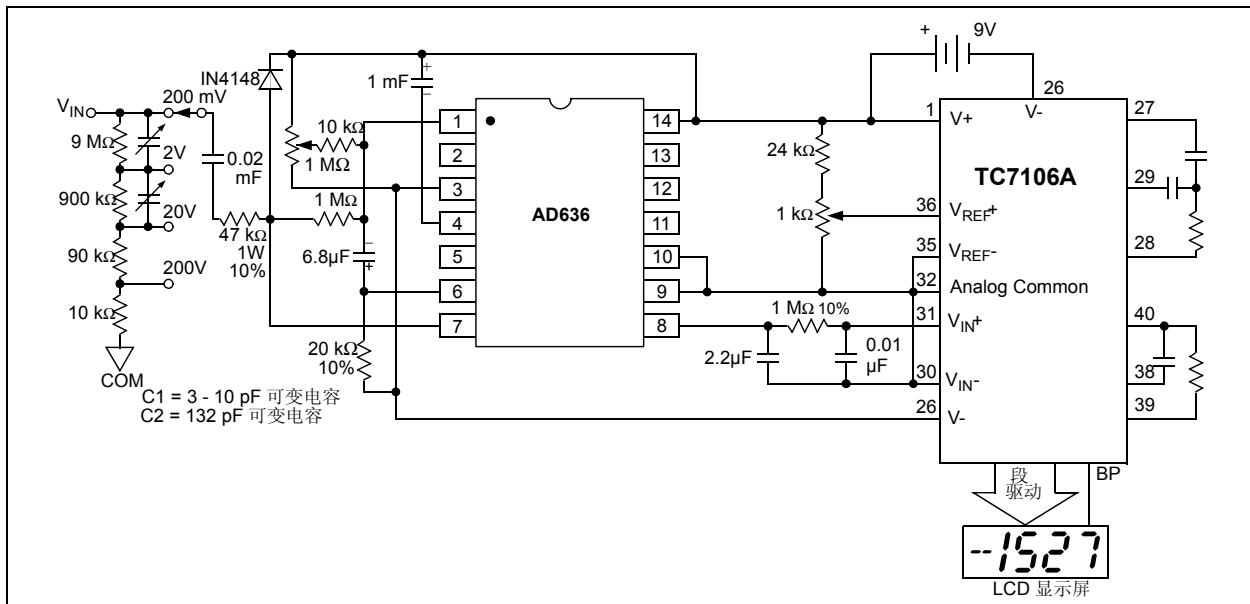 +
9V
IN4148
+
1 mF
–
26
V-
VIN
200 mV
1
14
1
V+
27
9 MΩ
10 kΩ
2
13
24 kΩ
2V
0.02
mF
1 MΩ
TC7106A
29
3
12
900 kΩ
1 MΩ
1 kΩ
36
VREF+
20V
4
AD636
11
47 kΩ
1W
10%
–
6.8µF
+
35
VREF-
28
90 kΩ
5
10
200V
6
9
32
Analog Common
10 kΩ
1 MΩ 10%
7
8
31
VIN+
40
20 kΩ
10%
2.2µF
0.01
µF
COM
30
VIN-
38
C1 = 3 - 10 pF 可变电容
C2 = 132 pF 可变电容
26
V-
39
段
驱动
BP
--1527
LCD 显示屏